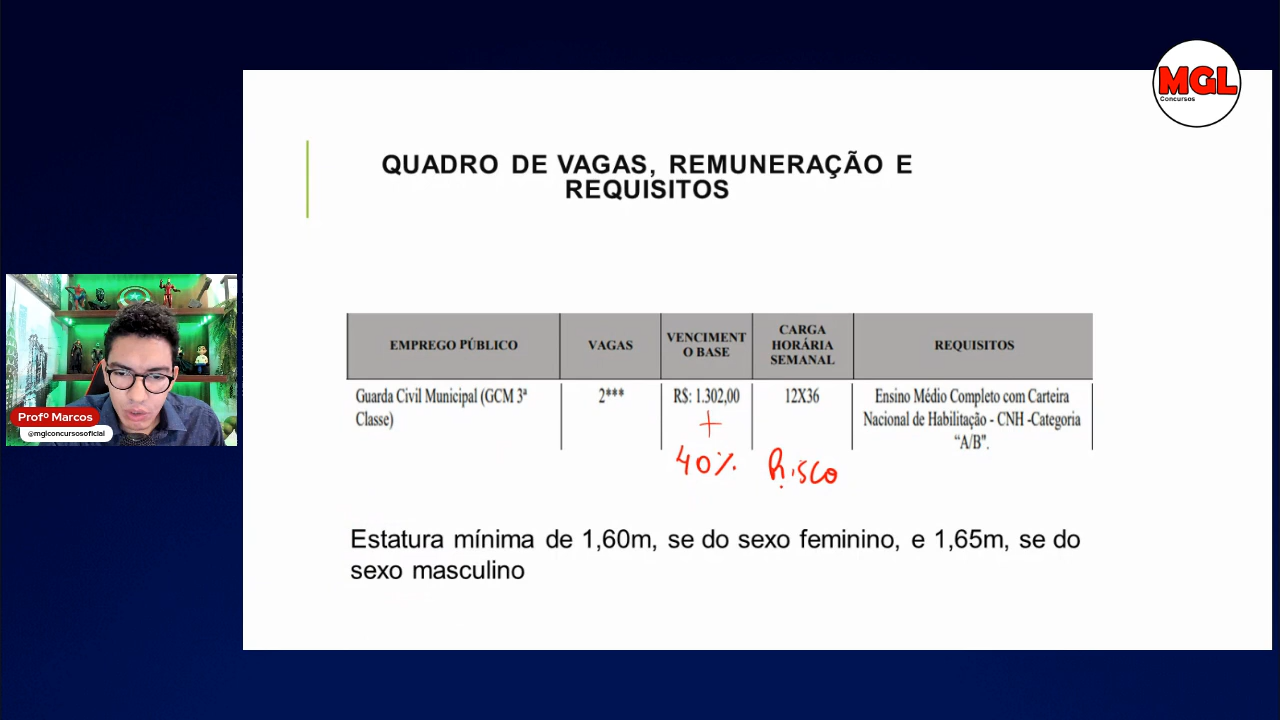 MGL
Concursos
QUADRO DE VAGAS, REMUNERAÇÃO E
REQUISITOS
EMPREGO PÚBLICO
VAGAS
VENCIMENT
O BASE
CARGA
HORÁRIA
SEMANAL
REQUISITOS
Guarda Civil Municipal (GCM 3ª
Classe)
2***
R$: 1.302,00
12X36
Ensino Médio Completo com Carteira
Nacional de Habilitação - CNH -Categoria
“A/B”.
+
40% Risco
Estatura mínima de 1,60m, se do sexo feminino, e 1,65m, se do
sexo masculino
Profº Marcos
@mglconcursosoficial